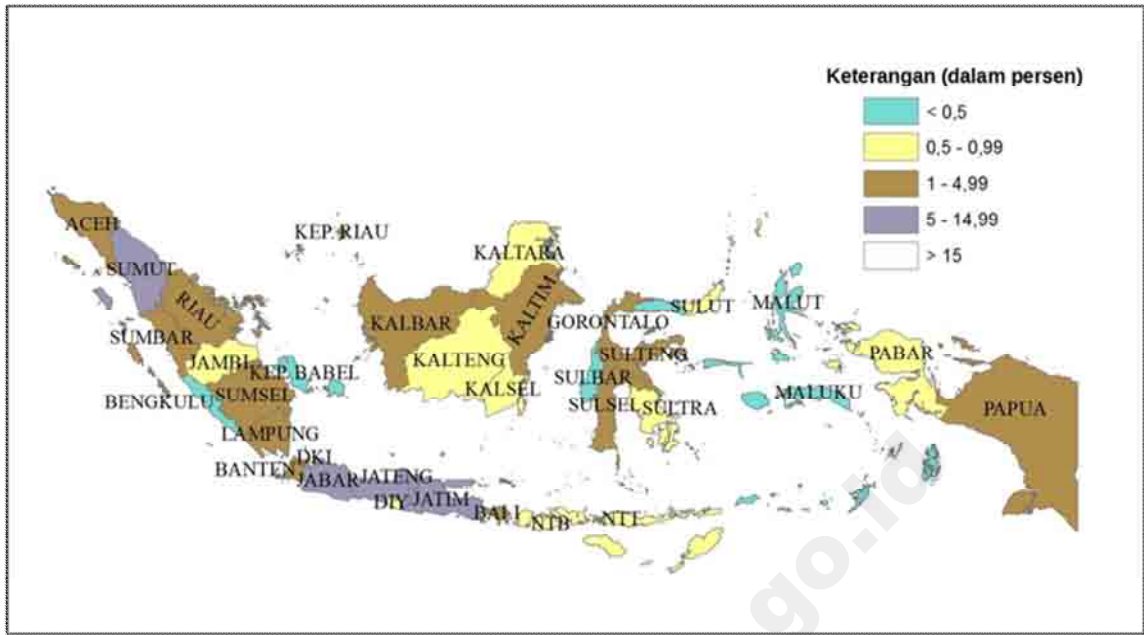 Keterangan (dalam persen)
< 0,5
0,5 - 0,99
1 - 4,99
5 - 14,99
> 15
ACEH
KEP. RIAU
KALTARA
SUMUT
RIAU
KALTIM
SULUT
MALUT
SUMBAR
KALBAR
GORONTALO
JAMBI
KALTENG
SULTENG
PABAR
KEP. BABEL
SULBAR
KALSEL
MALUKU
BENGKULU
SUMSEL
SULSEL
SULTRA
PAPUA
LAMPUNG
DKI
BANTEN
JABAR
JATENG
DIY
JATIM
BALI
NTB
NTT
go.id